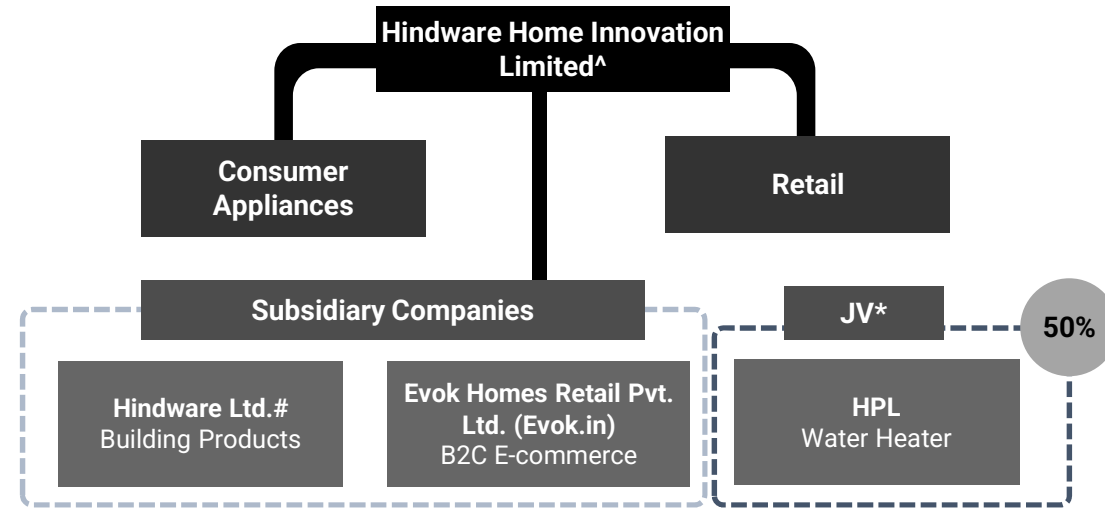 Hindware Home Innovation
Limited^
Consumer
Appliances
Retail
Subsidiary Companies
JV*
50%
Hindware Ltd.#
Building Products
Evok Homes Retail Pvt.
Ltd. (Evok.in)
B2C E-commerce
HPL
Water Heater